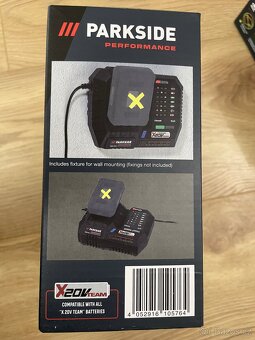 /// PARKSIDE
PERFORMANCE
Includes fixture for wall mounting (fixings not included)
X20V TEAM
COMPATIBLE WITH ALL
"X 20V TEAM" BATTERIES
4 052916 105764